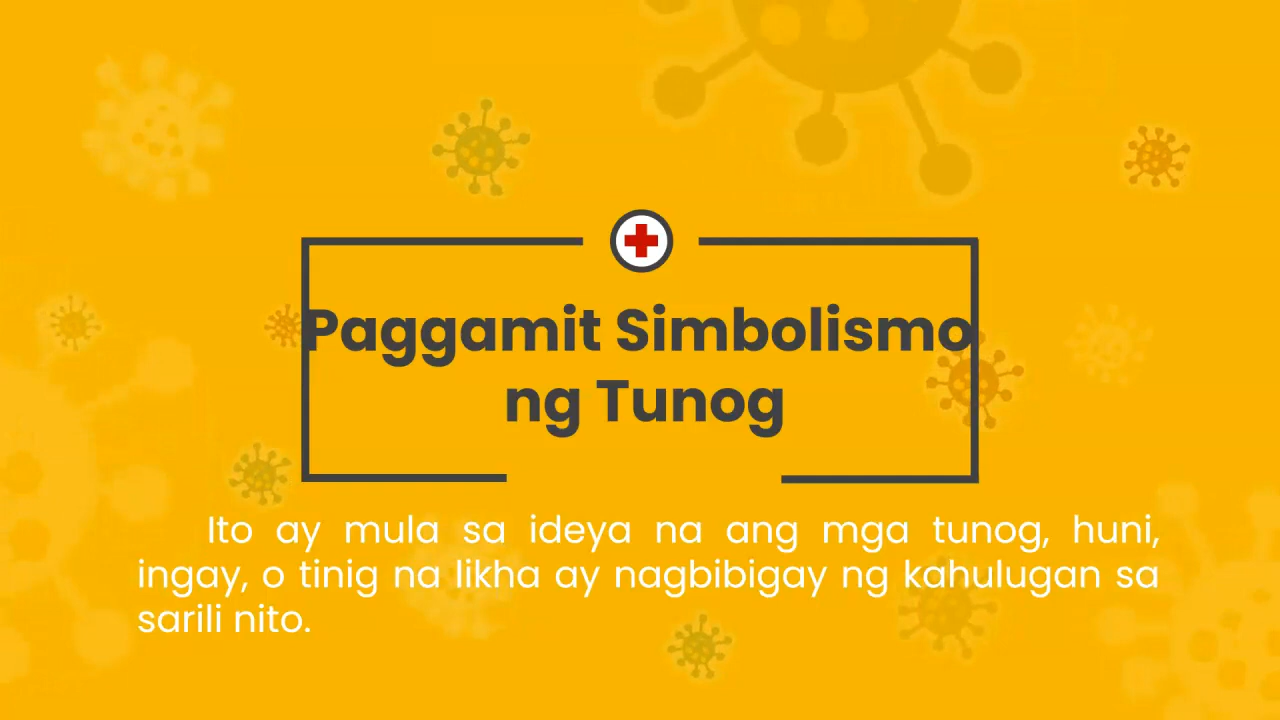 Paggamit Simbolismo
ng Tunog
Ito ay mula sa ideya na ang mga tunog, huni,
ingay, o tinig na likha ay nagbibigay ng kahulugan sa
sarili nito.